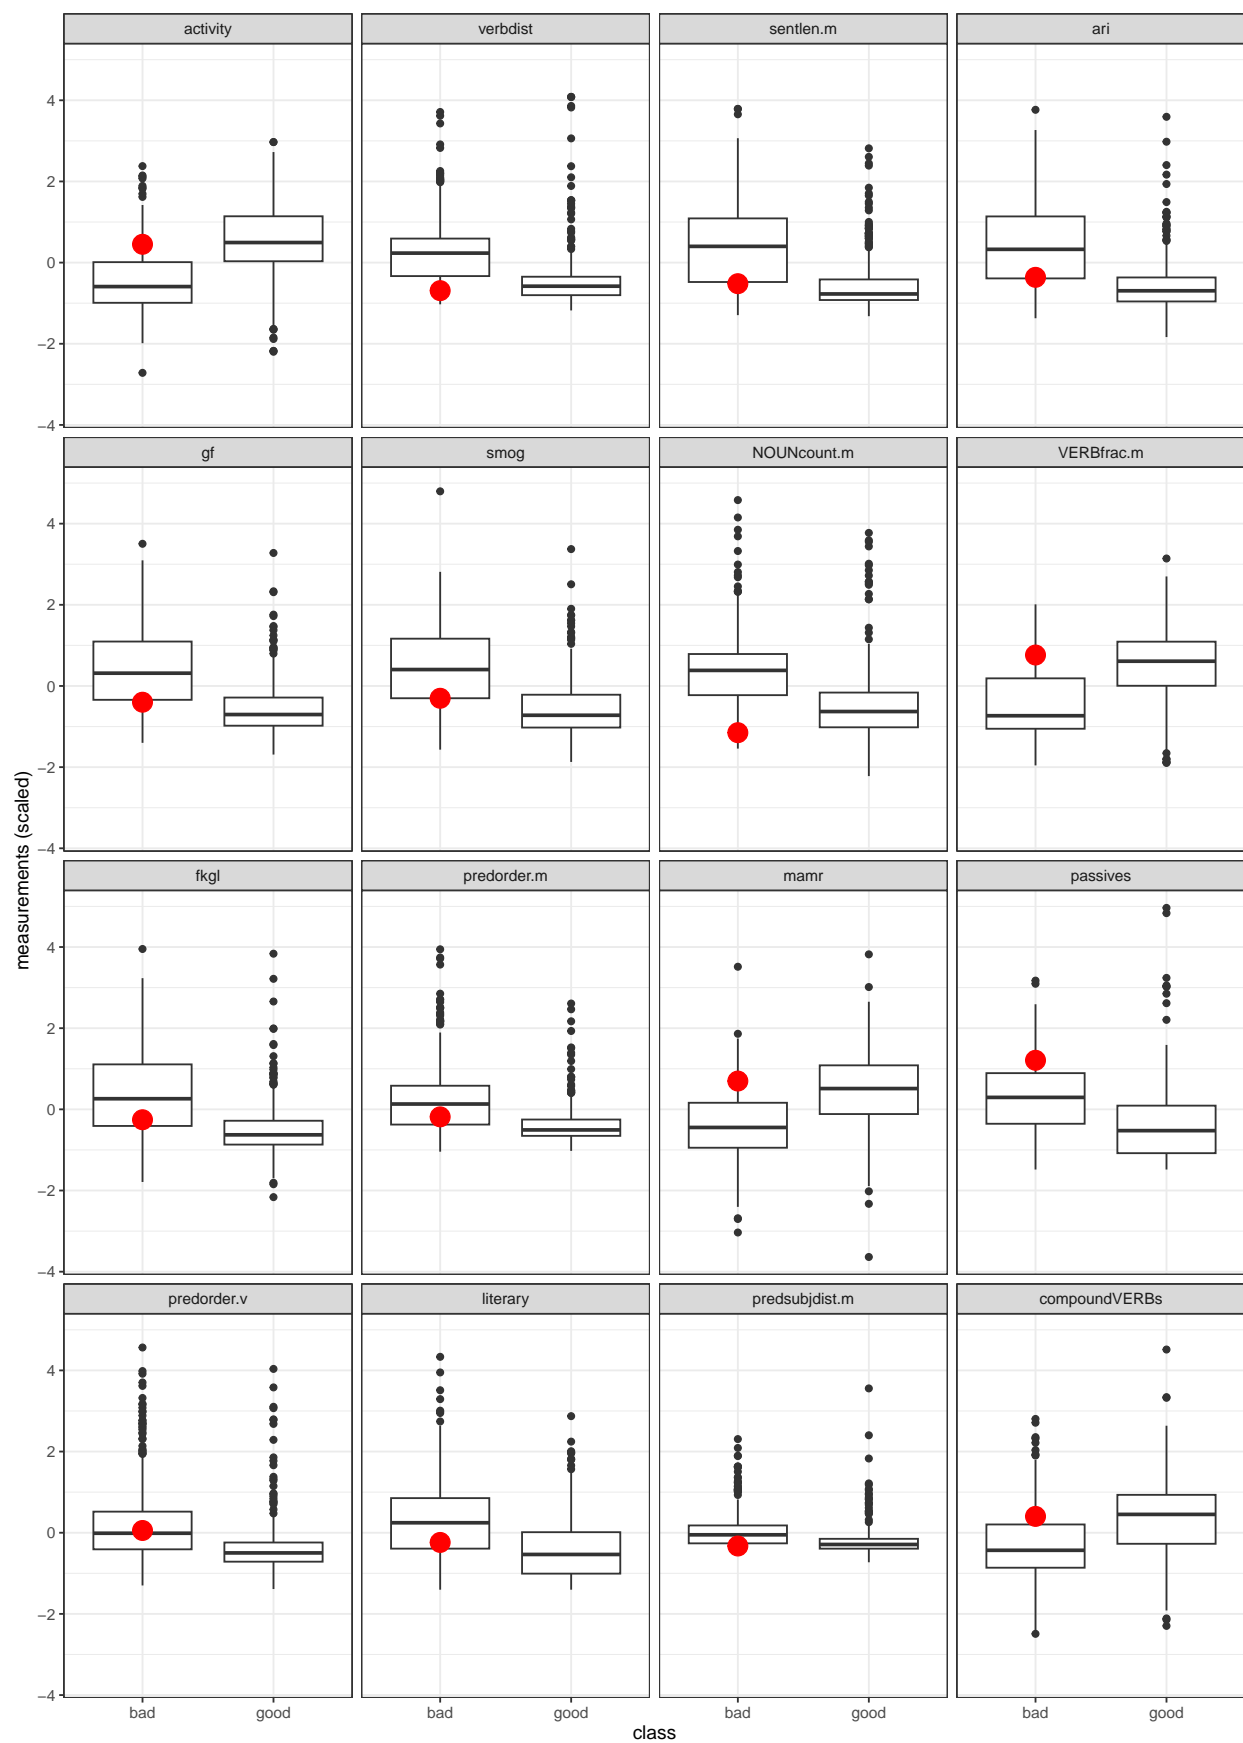 activity verbdist sentlen.m ari
4
2
0
−2
−4
gf smog NOUNcount.m VERBfrac.m
4
2
0
−2
−4
measurements (scaled)
fkgl predorder.m mamr passives
4
2
0
−2
−4
predorder.v literary predsubjdist.m compoundVERBs
4
2
0
−2
−4
bad good bad good bad good bad good
class